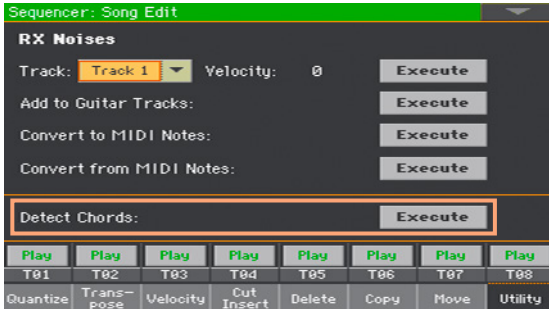 Sequencer: Song Edit
RX Noises
Track: Track 1 Velocity: 0 Execute
Add to Guitar Tracks: Execute
Convert to MIDI Notes: Execute
Convert from MIDI Notes: Execute
Detect Chords: Execute
Play Play Play Play Play Play Play Play
T01 T02 T03 T04 T05 T06 T07 T08
Quantize Trans-pose Velocity Cut Insert Delete Copy Move Utility